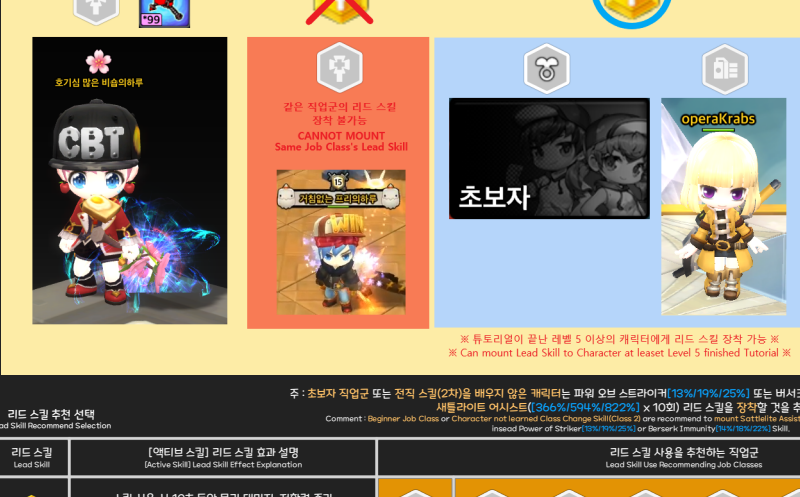 *99
호기심 많은 비숍의하루
CBT
같은 직업군의 리드 스킬
장착 불가능
CANNOT MOUNT
Same Job Class's Lead Skill
15
거침없는 프리의하루
WIN
초보자
operaKrabs
※ 튜토리얼이 끝난 레벨 5 이상의 캐릭터에게 리드 스킬 장착 가능 ※
※ Can mount Lead Skill to Character at leaset Level 5 finished Tutorial ※
주 : 초보자 직업군 또는 전직 스킬(2차)을 배우지 않은 캐릭터는 파워 오브 스트라이커[13%/19%/25%] 또는 버서커
새틀라이트 어시스트([366%/594%/822%] x 10회) 리드 스킬을 장착할 것을 추
Comment : Beginner Job Class or Character not learned Class Change Skill(Class 2) are recommend to mount Sattlelite Assist
insead Power of Striker[13%/19%/25%] or Berserk Immunity[14%/18%/22%] Skill.
리드 스킬 추천 선택
ad Skill Recommend Selection
리드 스킬
Lead Skill
[액티브 스킬] 리드 스킬 효과 설명
[Active Skill] Lead Skill Effect Explanation
리드 스킬 사용을 추천하는 직업군
Lead Skill Use Recommending Job Classes